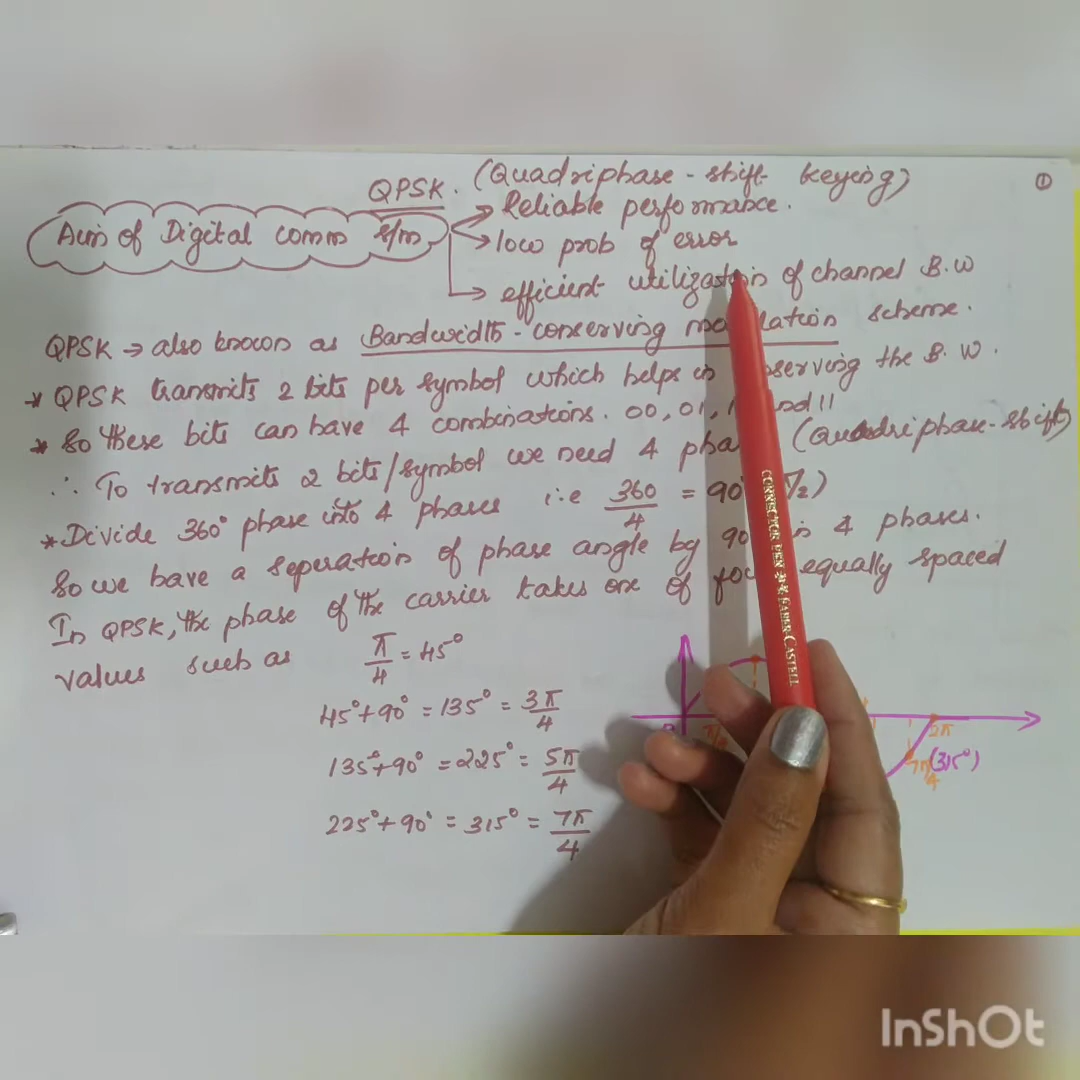 QPSK. (Quadriphase - shift keying)
①
Aim of Digital comm s/m
→ Reliable performance.
→ low prob of error
→ efficient utilization of channel B.W
QPSK → also known as Bandwidth - conserving modulation scheme.
* QPSK transmits 2 bits per symbol which helps in the B.W.
* So these bits can have 4 combinations. 00, 01, and 11
∴ To transmits 2 bits/symbol we need 4 (Quadriphase-shift)
* Divide 360° phase into 4 phases i.e 360/4 = 90°
So we have a seperation of phase angle by 90 4 phases.
In QPSK, the phase of the carrier takes one of equally spaced
values such as π/4 = 45°
45° + 90° = 135° = 3π/4
135° + 90° = 225° = 5π/4
225° + 90° = 315° = 7π/4
2π
7π/4 (315°)
CONNECTOR PEN FABER-CASTELL
InShOt